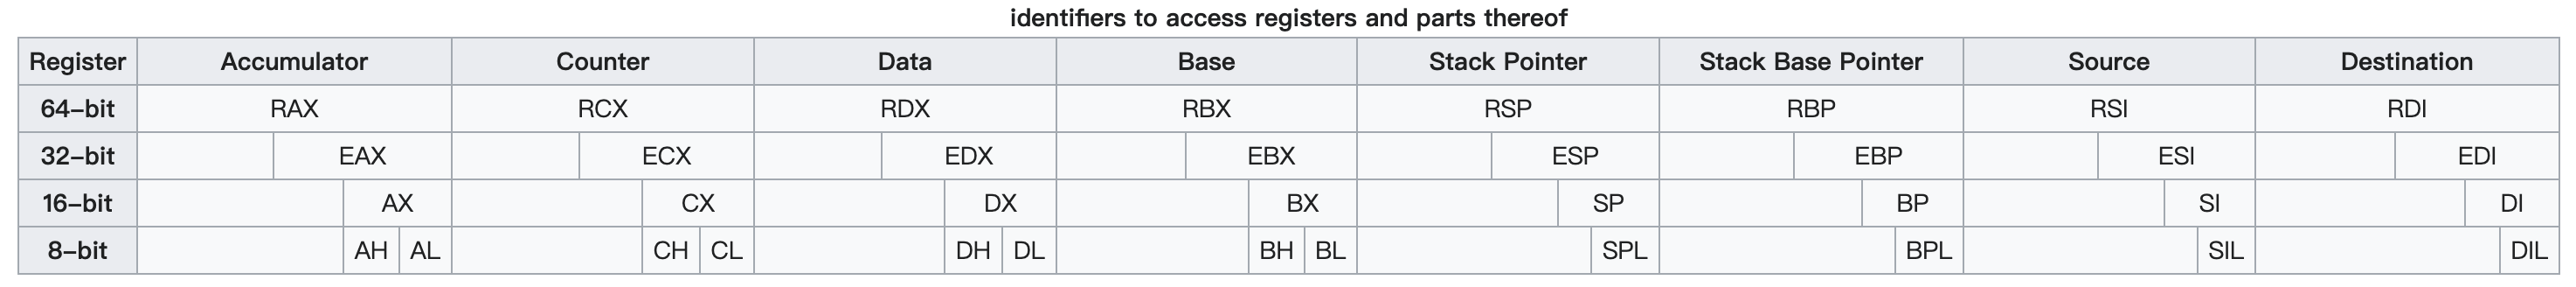 identifiers to access registers and parts thereof
Register Accumulator Counter Data Base Stack Pointer Stack Base Pointer Source Destination
64-bit RAX RCX RDX RBX RSP RBP RSI RDI
32-bit EAX ECX EDX EBX ESP EBP ESI EDI
16-bit AX CX DX BX SP BP SI DI
8-bit AH AL CH CL DH DL BH BL SPL BPL SIL DIL